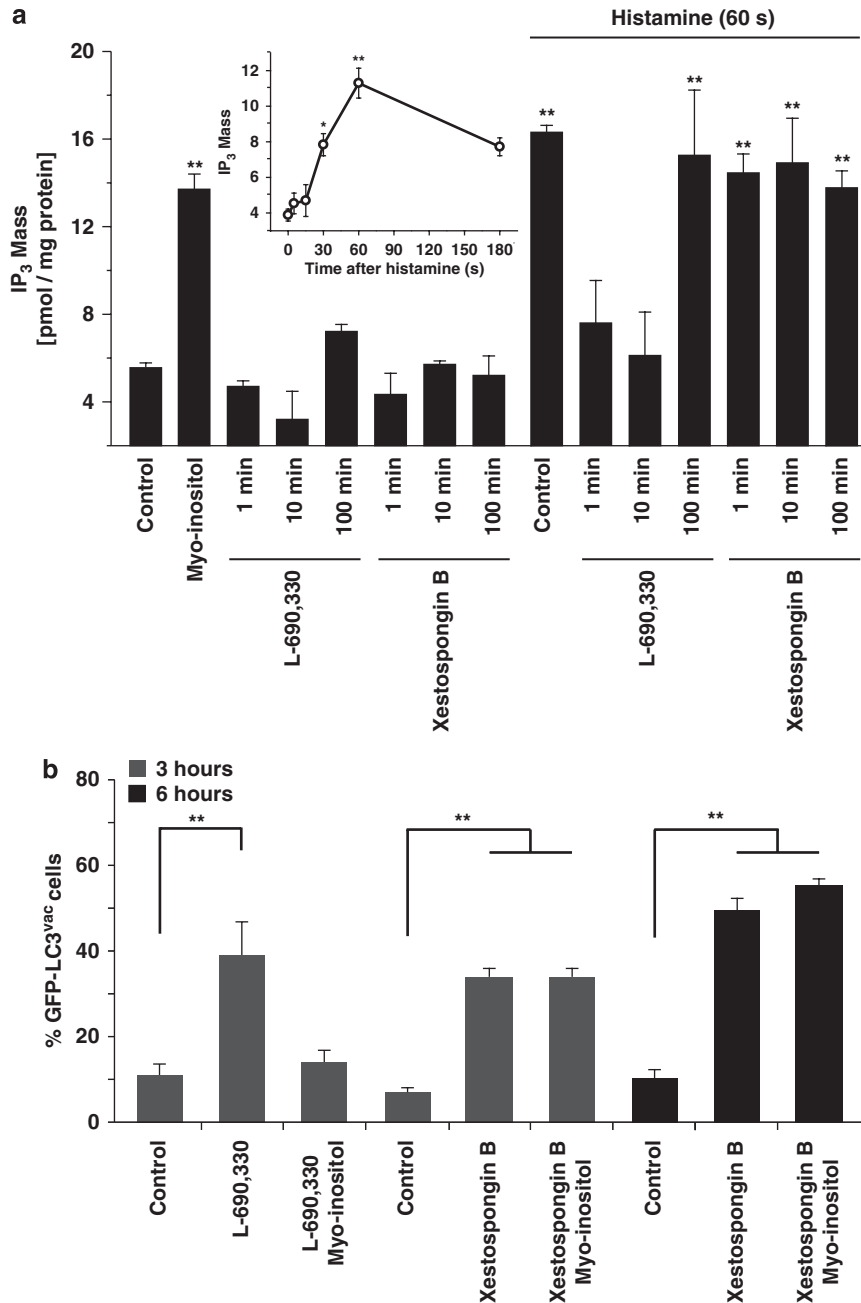 a
Histamine (60 s)
20
16
12
8
4
IP3 Mass
[pmol / mg protein]
**
12
10
8
6
4
IP3 Mass
*
**
0 30 60 90 120 150 180
Time after histamine (s)
**
**
**
**
**
Control
Myo-inositol
1 min
10 min
100 min
1 min
10 min
100 min
Control
1 min
10 min
100 min
1 min
10 min
100 min
L-690,330
Xestospongin B
L-690,330
Xestospongin B
b
3 hours
6 hours
80
60
40
20
0
% GFP-LC3vac cells
**
**
**
Control
L-690,330
L-690,330
Myo-inositol
Control
Xestospongin B
Xestospongin B
Myo-inositol
Control
Xestospongin B
Xestospongin B
Myo-inositol